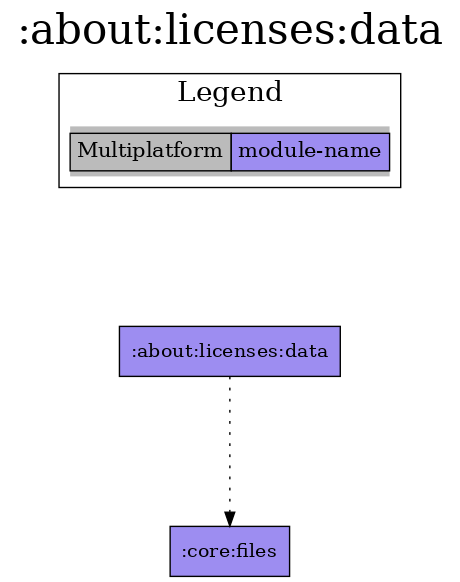 :about:licenses:data
Legend
Multiplatform module-name
:about:licenses:data
:core:files